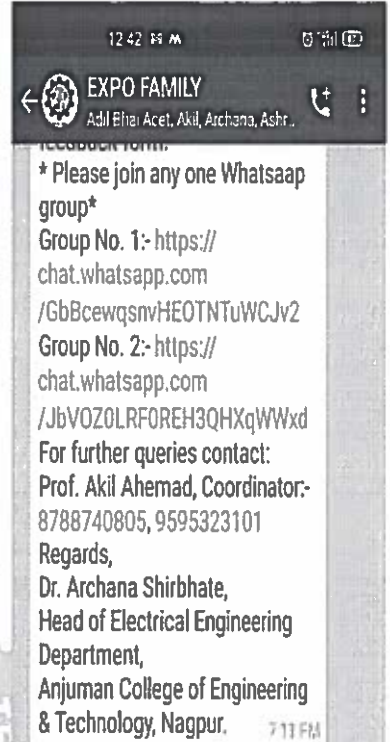 12:42
EXPO FAMILY
Adil Bhai Acet, Akil, Archana, Ashr..
feedback form.
* Please join any one Whatsaap
group*
Group No. 1:- https://
chat.whatsapp.com
/GbBcewqsnvHEOTNTuWCJv2
Group No. 2:- https://
chat.whatsapp.com
/JbVOZ0LRF0REH3QHXqWWxd
For further queries contact:
Prof. Akil Ahemad, Coordinator:-
8788740805, 9595323101
Regards,
Dr. Archana Shirbhate,
Head of Electrical Engineering
Department,
Anjuman College of Engineering
& Technology, Nagpur.
7:11 PM